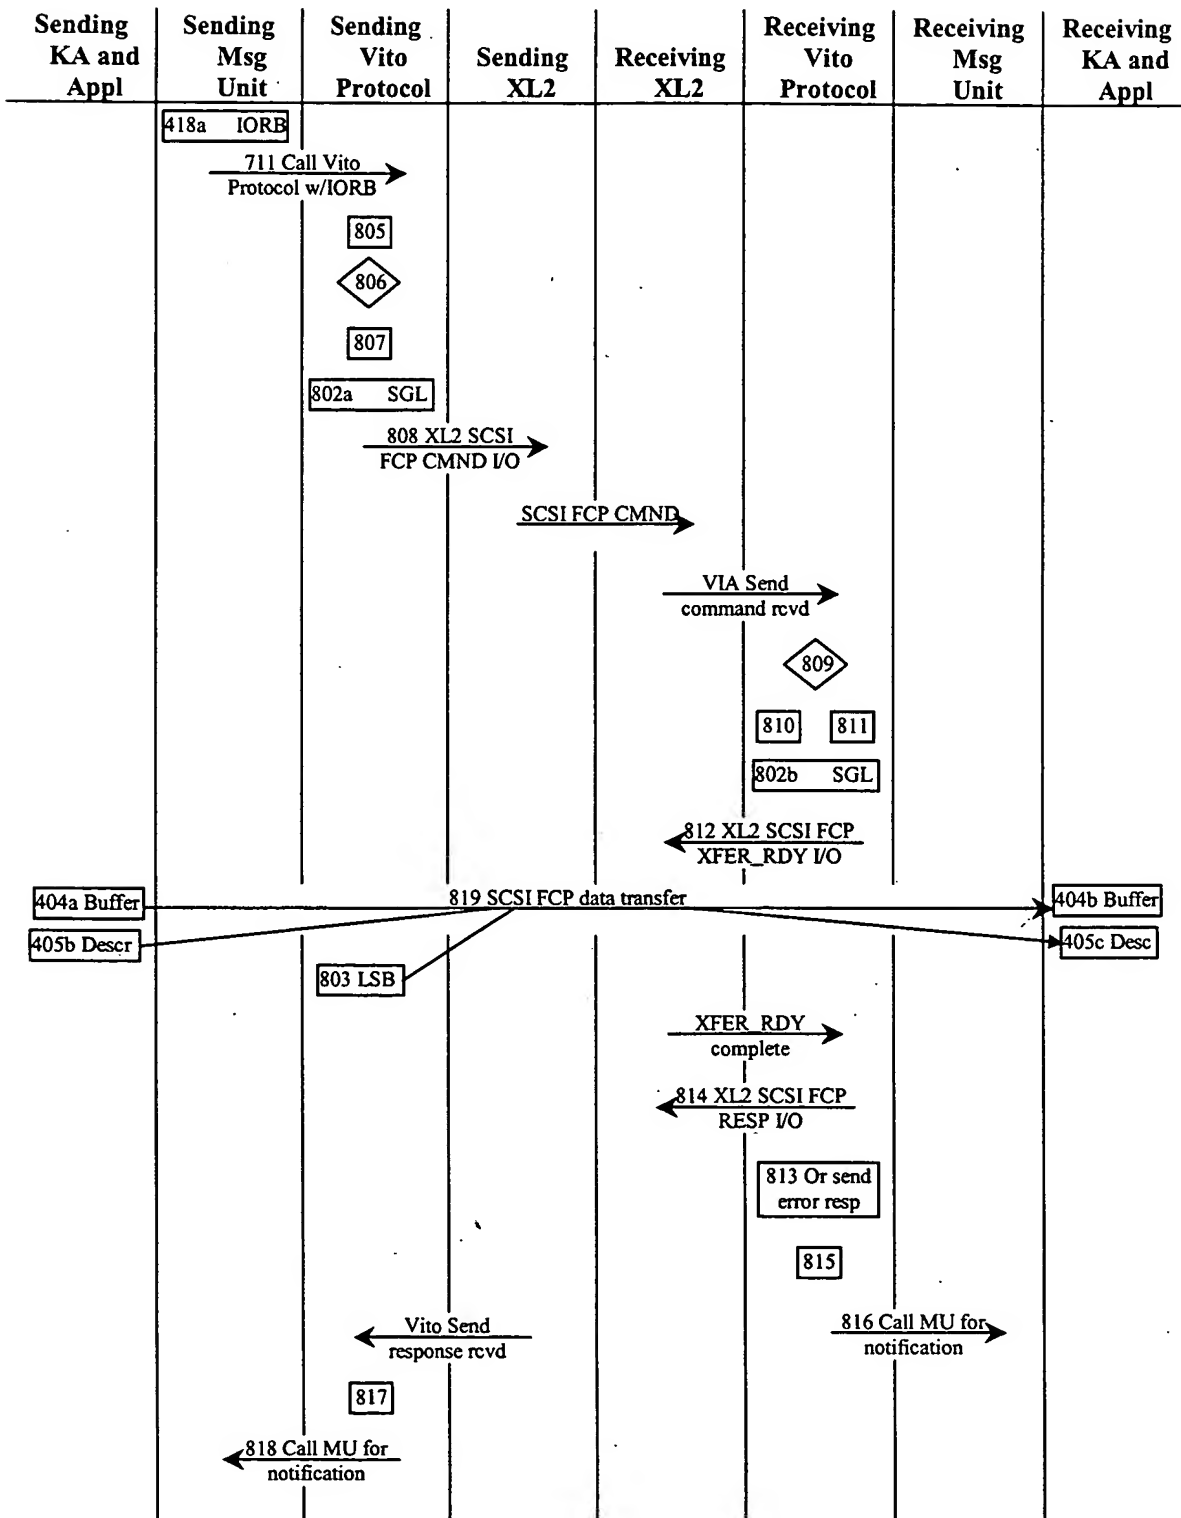 Sending KA and Appl
Sending Msg Unit
Sending Vito Protocol
Sending XL2
Receiving XL2
Receiving Vito Protocol
Receiving Msg Unit
Receiving KA and Appl
418a IORB
711 Call Vito
Protocol w/IORB
805
806
807
802a SGL
808 XL2 SCSI
FCP CMND I/O
SCSI FCP CMND
VIA Send
command rcvd
809
810 811
802b SGL
812 XL2 SCSI FCP
XFER_RDY I/O
404a Buffer
819 SCSI FCP data transfer
404b Buffer
405b Descr
405c Desc
803 LSB
XFER_RDY
complete
814 XL2 SCSI FCP
RESP I/O
813 Or send
error resp
815
Vito Send
response rcvd
816 Call MU for
notification
817
818 Call MU for
notification